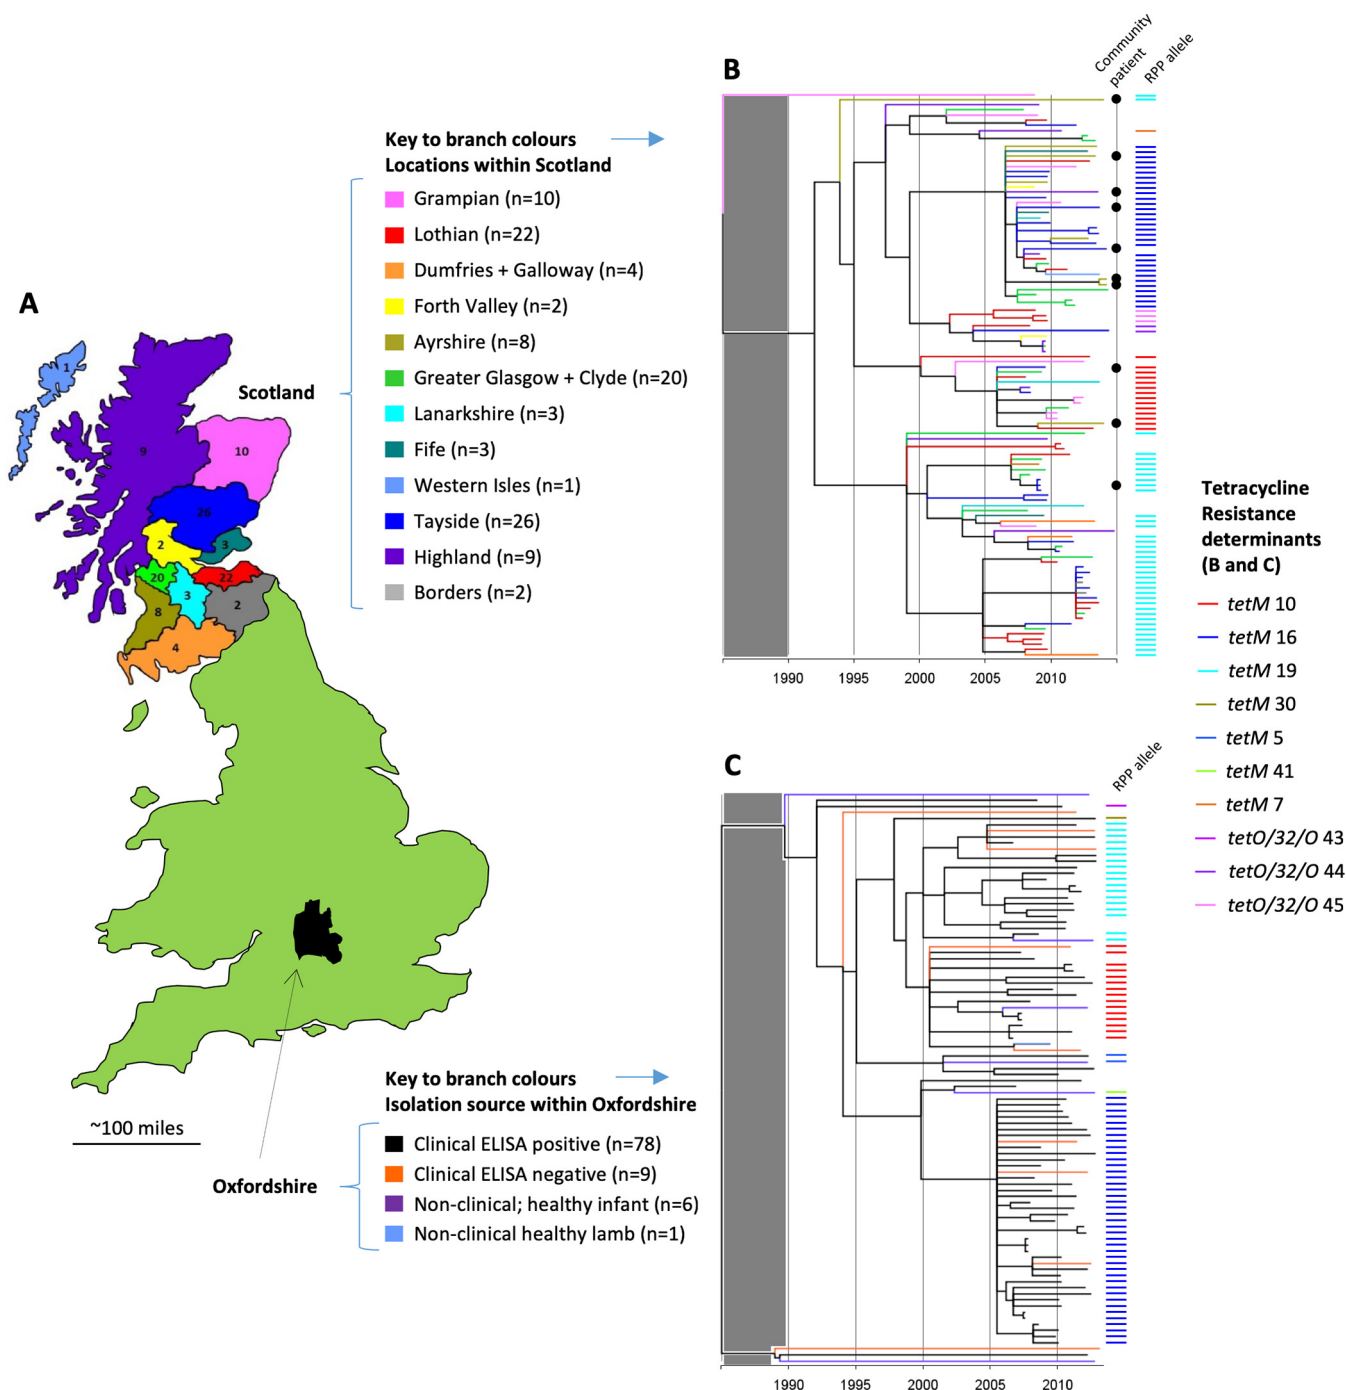 A
Scotland
1
9
10
26
2
3
20
22
3
8
2
4
~100 miles
Oxfordshire
Key to branch colours
Locations within Scotland
Grampian (n=10)
Lothian (n=22)
Dumfries + Galloway (n=4)
Forth Valley (n=2)
Ayrshire (n=8)
Greater Glasgow + Clyde (n=20)
Lanarkshire (n=3)
Fife (n=3)
Western Isles (n=1)
Tayside (n=26)
Highland (n=9)
Borders (n=2)
Key to branch colours
Isolation source within Oxfordshire
Clinical ELISA positive (n=78)
Clinical ELISA negative (n=9)
Non-clinical; healthy infant (n=6)
Non-clinical healthy lamb (n=1)
B
Community
patient
RPP allele
1990 1995 2000 2005 2010
C
RPP allele
1990 1995 2000 2005 2010
Tetracycline
Resistance
determinants
(B and C)
tetM 10
tetM 16
tetM 19
tetM 30
tetM 5
tetM 41
tetM 7
tetO/32/O 43
tetO/32/O 44
tetO/32/O 45